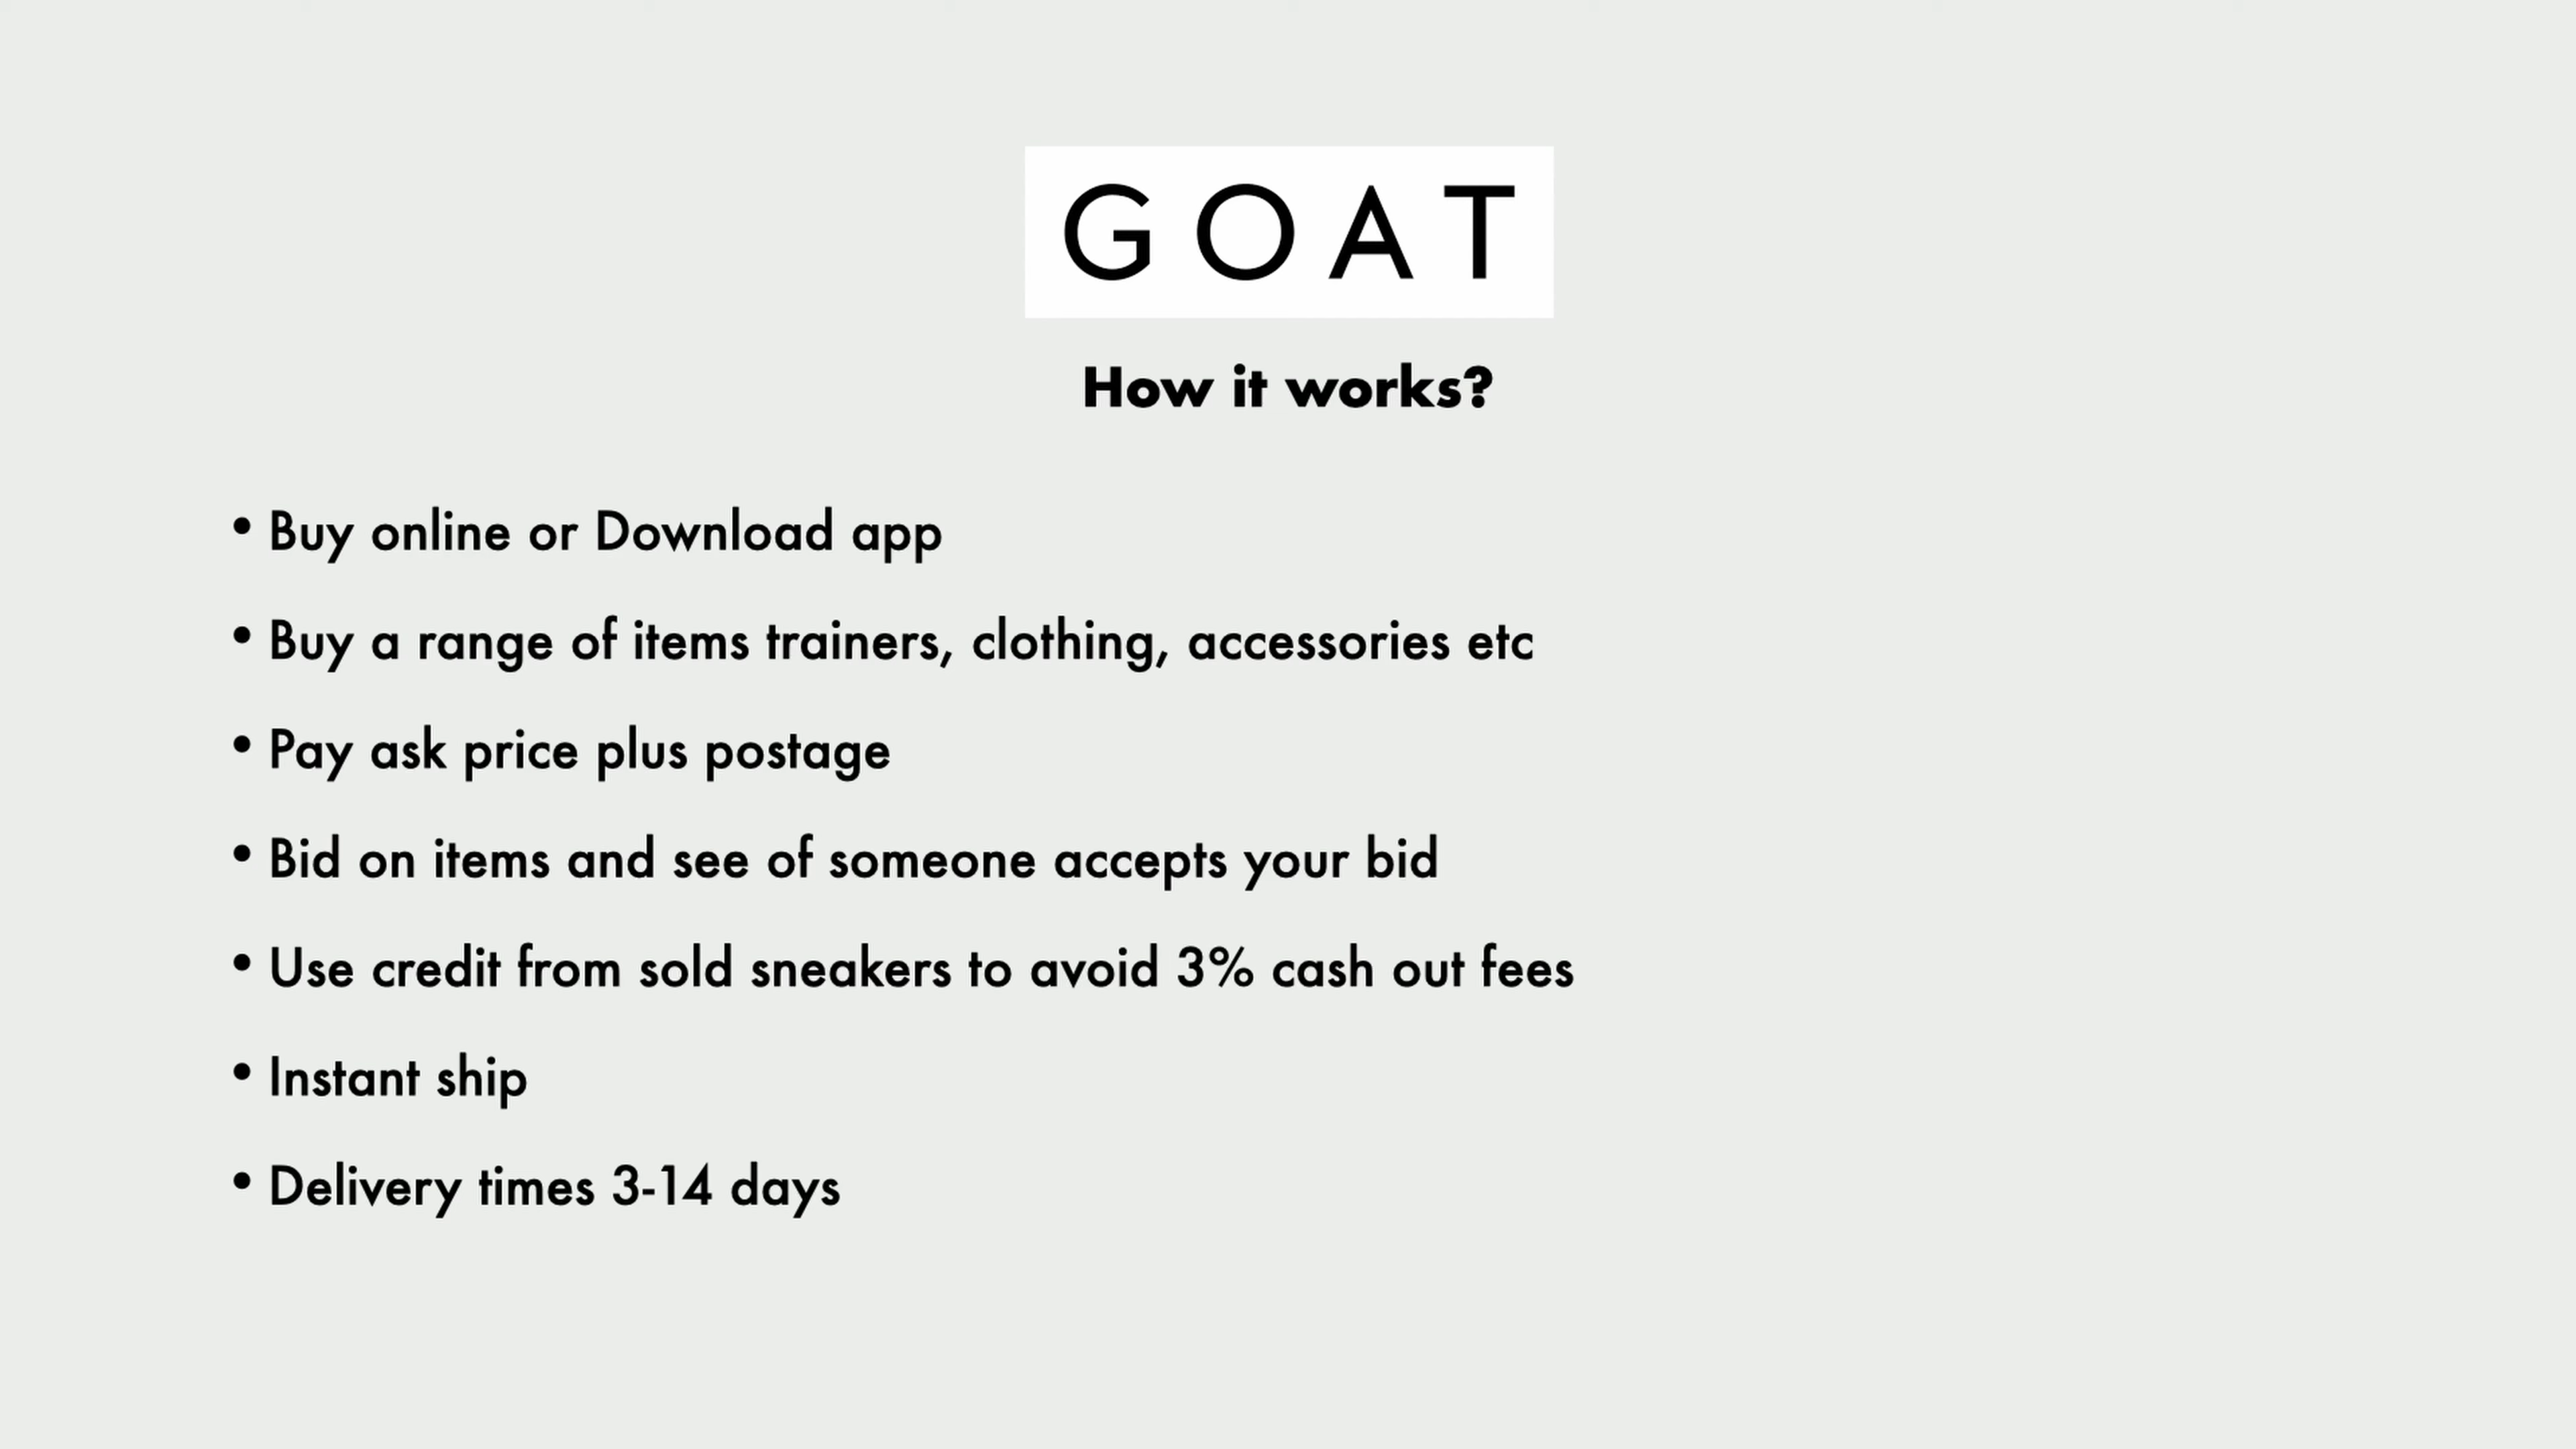 GOAT
How it works?
• Buy online or Download app
• Buy a range of items trainers, clothing, accessories etc
• Pay ask price plus postage
• Bid on items and see of someone accepts your bid
• Use credit from sold sneakers to avoid 3% cash out fees
• Instant ship
• Delivery times 3-14 days